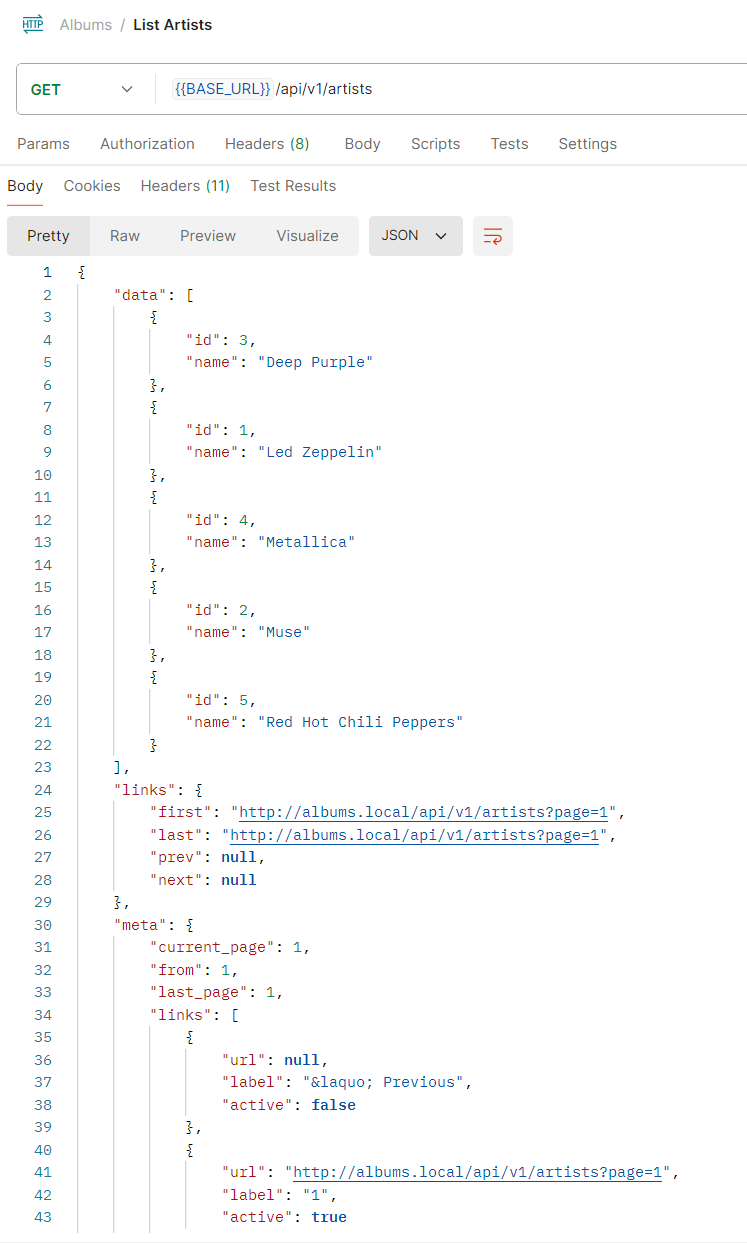 HTTP Albums / List Artists
GET {{BASE_URL}} /api/v1/artists
Params Authorization Headers (8) Body Scripts Tests Settings
Body Cookies Headers (11) Test Results
Pretty Raw Preview Visualize JSON
1 {
2 "data": [
3 {
4 "id": 3,
5 "name": "Deep Purple"
6 },
7 {
8 "id": 1,
9 "name": "Led Zeppelin"
10 },
11 {
12 "id": 4,
13 "name": "Metallica"
14 },
15 {
16 "id": 2,
17 "name": "Muse"
18 },
19 {
20 "id": 5,
21 "name": "Red Hot Chili Peppers"
22 }
23 ],
24 "links": {
25 "first": "http://albums.local/api/v1/artists?page=1",
26 "last": "http://albums.local/api/v1/artists?page=1",
27 "prev": null,
28 "next": null
29 },
30 "meta": {
31 "current_page": 1,
32 "from": 1,
33 "last_page": 1,
34 "links": [
35 {
36 "url": null,
37 "label": "&laquo; Previous",
38 "active": false
39 },
40 {
41 "url": "http://albums.local/api/v1/artists?page=1",
42 "label": "1",
43 "active": true